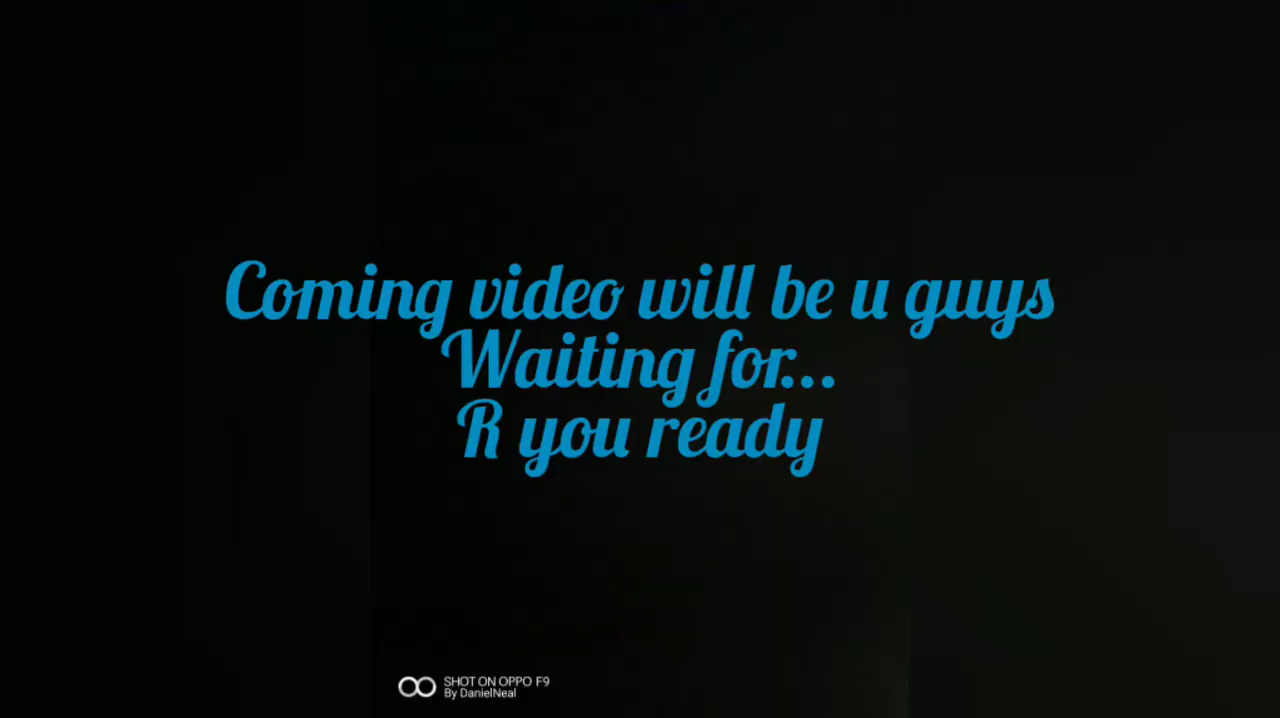 Coming video will be u guys
Waiting for...
R you ready
SHOT ON OPPO F9
By DanielNeal